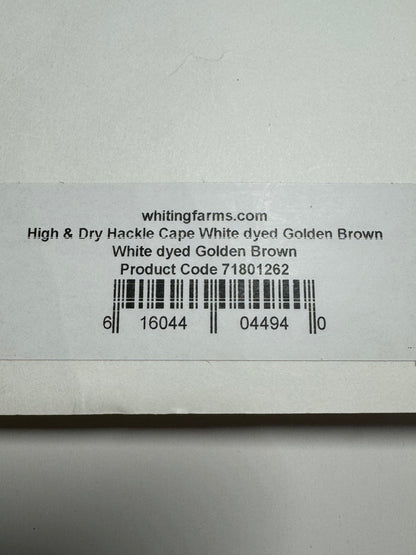 whitingfarms.com
High & Dry Hackle Cape White dyed Golden Brown
White dyed Golden Brown
Product Code 71801262
6 16044 04494 0